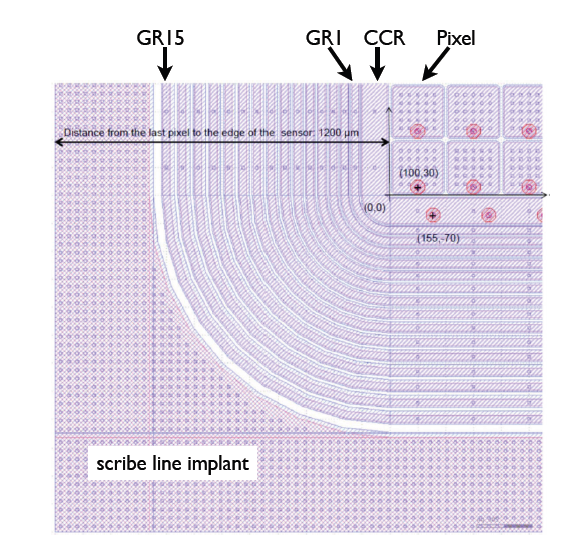 GR15 GR1 CCR Pixel
Distance from the last pixel to the edge of the sensor: 1200 µm
(100,30)
(0,0)
(155,-70)
scribe line implant